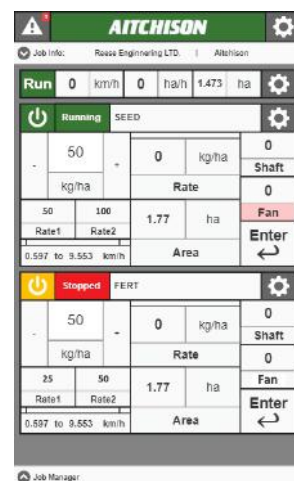 AITCHISON
Job Info: Reese Enginnering LTD. | Aitchison
Run 0 km/h 0 ha/h 1.473 ha
Running SEED
- 50 +
kg/ha
0 kg/ha
Rate
0
Shaft
0
Fan
50 100
Rate1 Rate2
1.77 ha
Area
Enter
0.597 to 9.553 km/h
Stopped FERT
- 50 -
kg/ha
0 kg/ha
Rate
0
Shaft
0
Fan
25 50
Rate1 Rate2
1.77 ha
Area
Enter
0.597 to 9.553 km/h
Job Manager